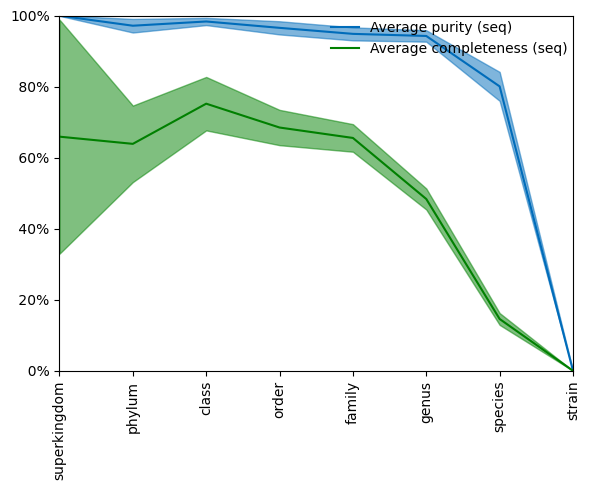 100%
80%
60%
40%
20%
0%
Average purity (seq)
Average completeness (seq)
superkingdom
phylum
class
order
family
genus
species
strain